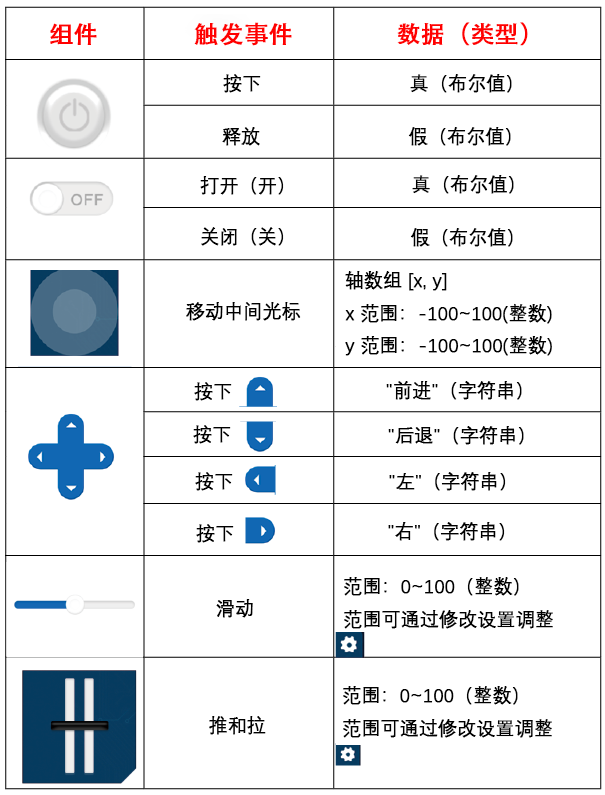 组件
触发事件
数据（类型）
按下
真（布尔值）
释放
假（布尔值）
OFF
打开（开）
真（布尔值）
关闭（关）
假（布尔值）
移动中间光标
轴数组 [x, y]
x 范围：-100~100(整数)
y 范围：-100~100(整数)
按下
"前进"（字符串）
按下
"后退"（字符串）
按下
"左"（字符串）
按下
"右"（字符串）
滑动
范围：0~100（整数）
范围可通过修改设置调整
推和拉
范围：0~100（整数）
范围可通过修改设置调整